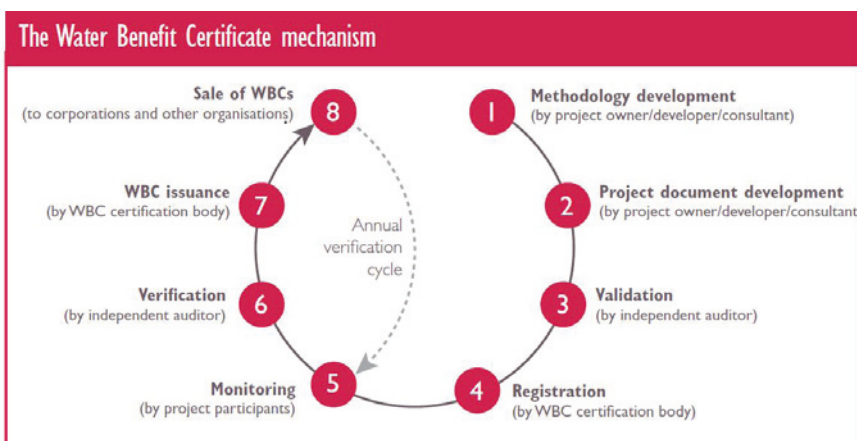 The Water Benefit Certificate mechanism
1
Methodology development
(by project owner/developer/consultant)
2
Project document development
(by project owner/developer/consultant
3
Validation
(by independent auditor)
4
Registration
(by WBC certification body)
5
Monitoring
(by project participants)
6
Verification
(by independent auditor)
7
WBC issuance
(by WBC certification body)
8
Sale of WBCs
(to corporations and other organisations)
Annual
verification
cycle